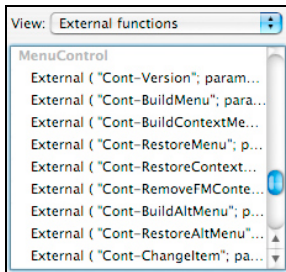 View: External functions
MenuControl
External ( "Cont-Version"; param...
External ( "Cont-BuildMenu"; para...
External ( "Cont-BuildContextMe...
External ( "Cont-RestoreMenu"; p...
External ( "Cont-RestoreContext...
External ( "Cont-RemoveFMConte...
External ( "Cont-BuildAltMenu"; p...
External ( "Cont-RestoreAltMenu"...
External ( "Cont-ChangeItem"; pa...